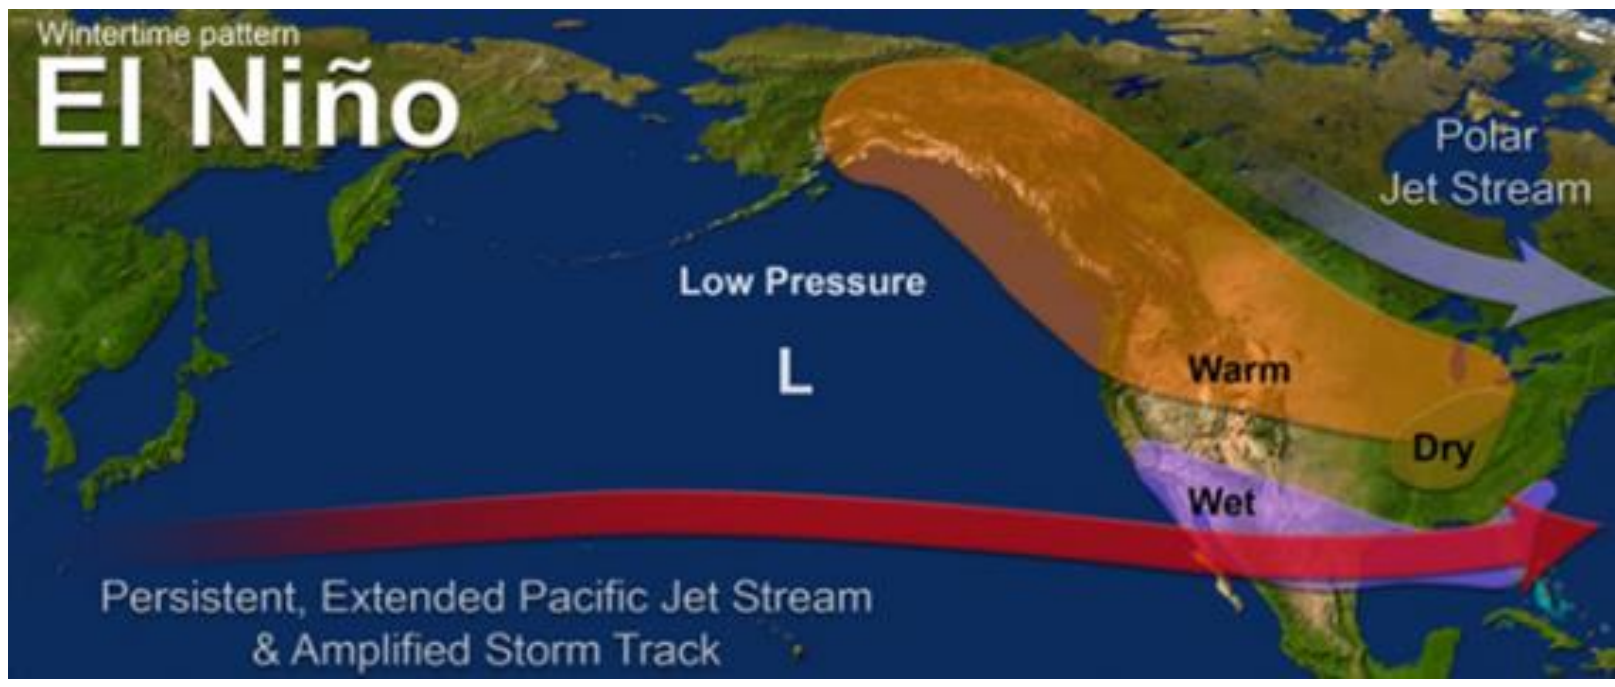 Wintertime pattern
El Niño
Polar
Jet Stream
Low Pressure
L
Warm
Dry
Wet
Persistent, Extended Pacific Jet Stream
& Amplified Storm Track